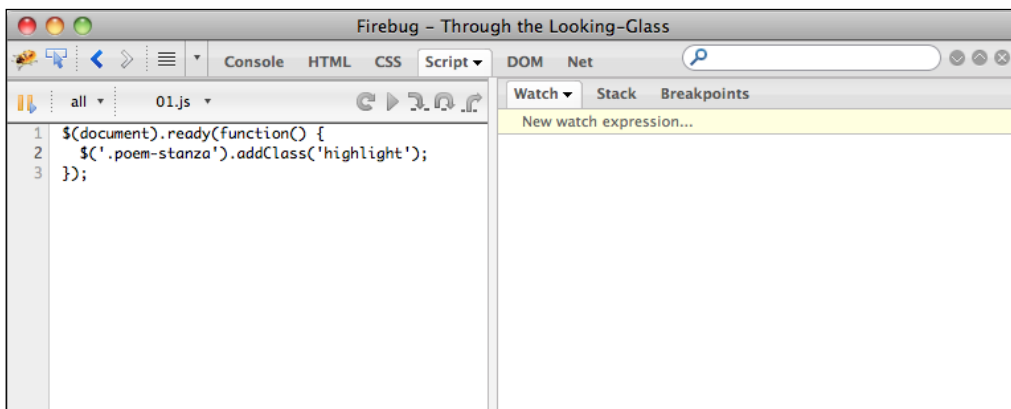 Firebug - Through the Looking-Glass
Console HTML CSS Script DOM Net
all 01.js
Watch Stack Breakpoints
New watch expression...
1 $(document).ready(function() {
2 $('.poem-stanza').addClass('highlight');
3 });